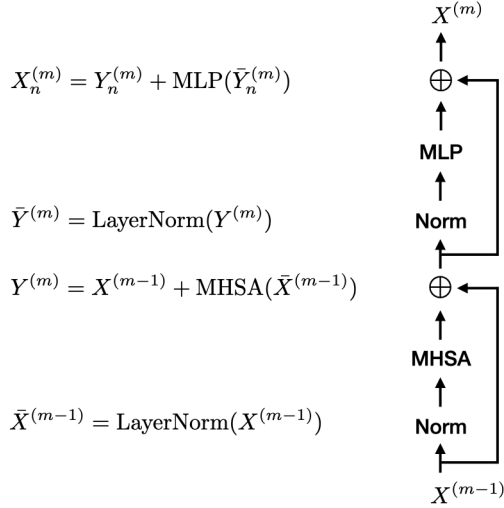 X^{(m)}
X_n^{(m)} = Y_n^{(m)} + MLP(\bar{Y}_n^{(m)}) ⊕
MLP
\bar{Y}^{(m)} = LayerNorm(Y^{(m)}) Norm
Y^{(m)} = X^{(m-1)} + MHSA(\bar{X}^{(m-1)}) ⊕
MHSA
\bar{X}^{(m-1)} = LayerNorm(X^{(m-1)}) Norm
X^{(m-1)}